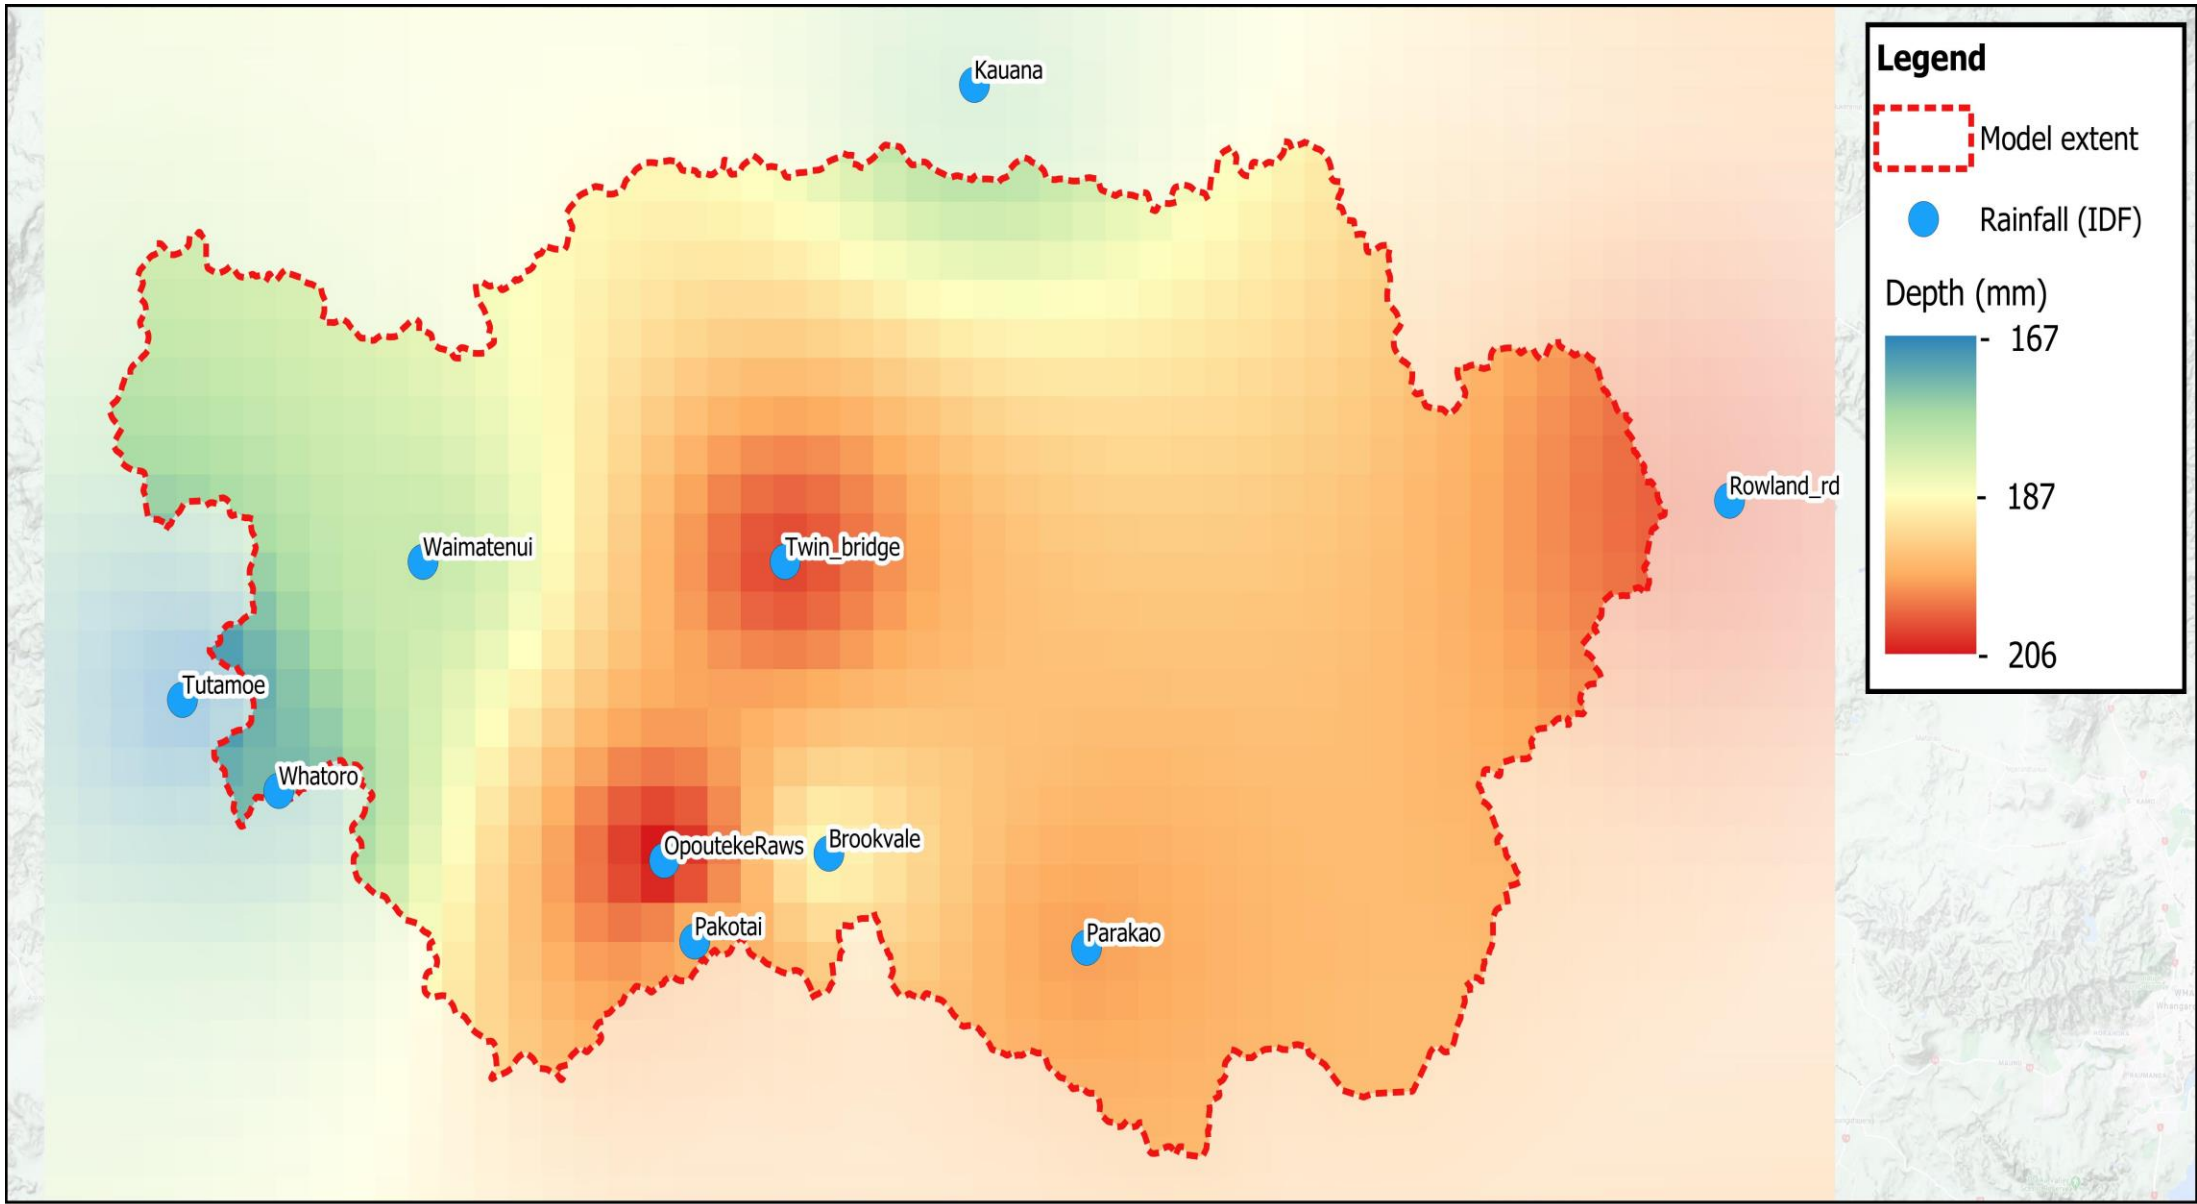 Kauana
Legend
Model extent
Rainfall (IDF)
Depth (mm)
- 167
- 187
- 206
Rowland_rd
Waimatenui
Twin_bridge
Tutamoe
Whatoro
OpoutekeRaws
Brookvale
Pakotai
Parakao